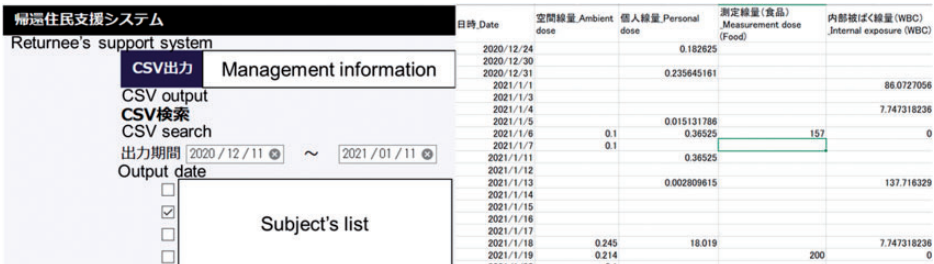 帰還住民支援システム
Returnee's support system
CSV出力
Management information
CSV output
CSV検索
CSV search
出力期間 2020/12/11 ～ 2021/01/11
Output date
Subject's list
日時_Date 空間線量_Ambient dose 個人線量_Personal dose 測定線量(食品)_Measurement dose (Food) 内部被ばく線量(WBC)_Internal exposure (WBC)
2020/12/24 0.182625
2020/12/30
2020/12/31 0.235645161
2021/1/1 86.0727056
2021/1/3
2021/1/4 7.747318236
2021/1/5 0.015131786
2021/1/6 0.1 0.36525 157 0
2021/1/7 0.1
2021/1/11 0.36525
2021/1/12
2021/1/13 0.002809615 137.716329
2021/1/14
2021/1/15
2021/1/16
2021/1/17
2021/1/18 0.245 18.019 7.747318236
2021/1/19 0.214 200 0